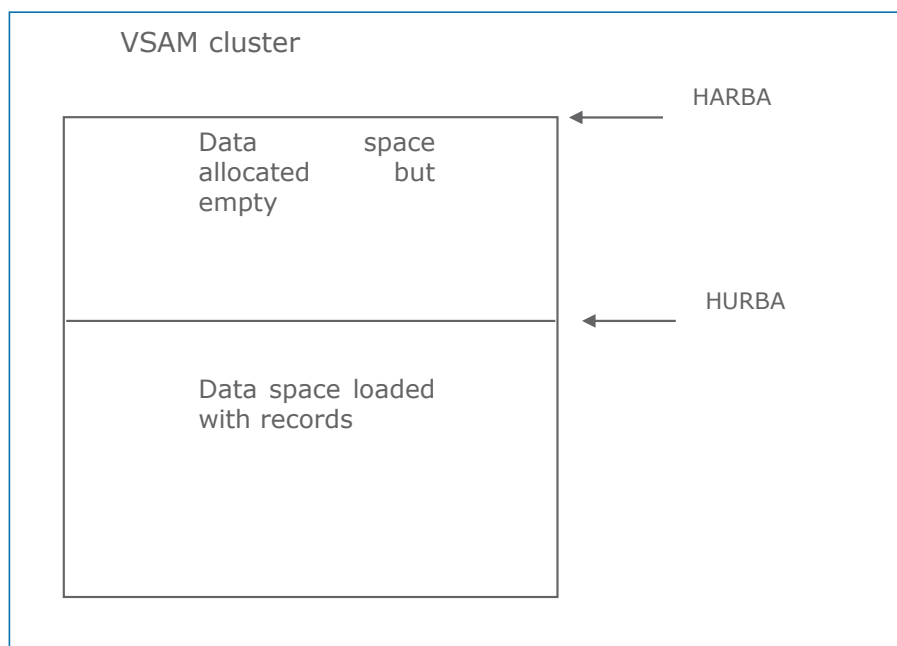 VSAM cluster
HARBA
Data space
allocated but
empty
HURBA
Data space loaded
with records